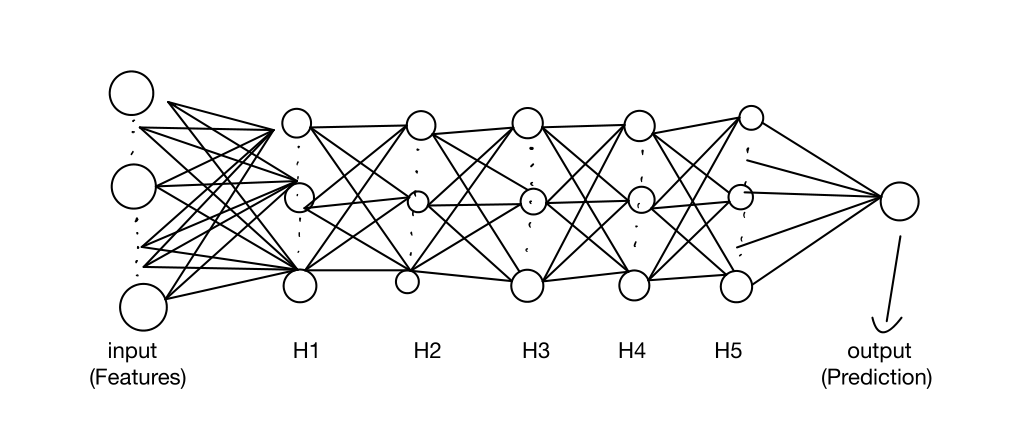 input
(Features)
H1
H2
H3
H4
H5
output
(Prediction)